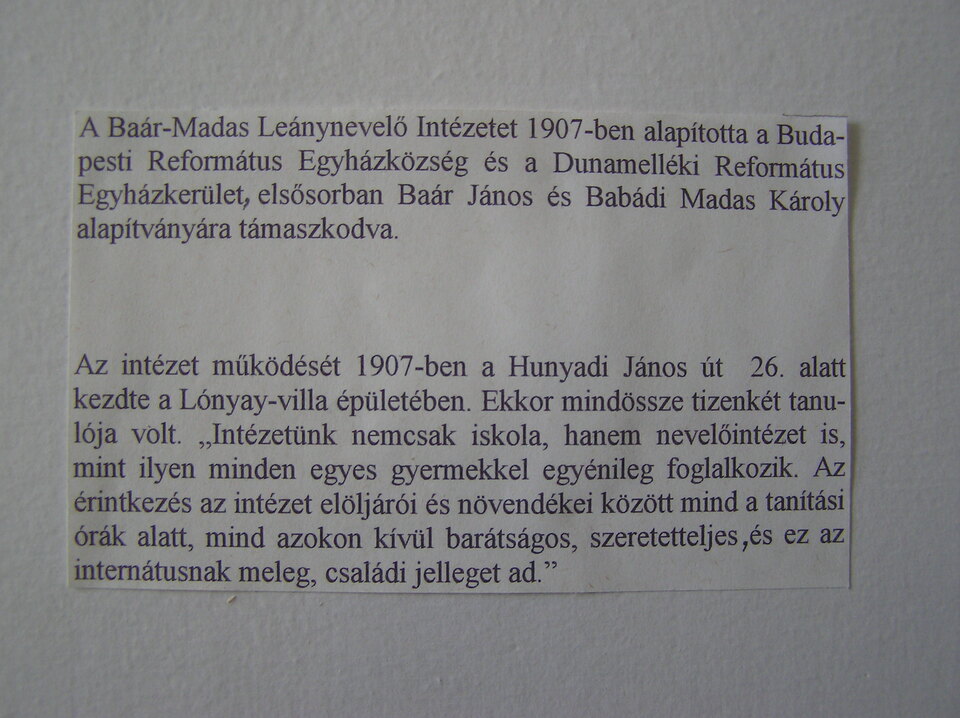 A Baár-Madas Leánynevelő Intézetet 1907-ben alapította a Buda-
pesti Református Egyházközség és a Dunamelléki Református
Egyházkerület, elsősorban Baár János és Babádi Madas Károly
alapítványára támaszkodva.
Az intézet működését 1907-ben a Hunyadi János út 26. alatt
kezdte a Lónyay-villa épületében. Ekkor mindössze tizenkét tanu-
lója volt. „Intézetünk nemcsak iskola, hanem nevelőintézet is,
mint ilyen minden egyes gyermekkel egyénileg foglalkozik. Az
érintkezés az intézet elöljárói és növendékei között mind a tanítási
órák alatt, mind azokon kívül barátságos, szeretetteljes,és ez az
internátusnak meleg, családi jelleget ad.”